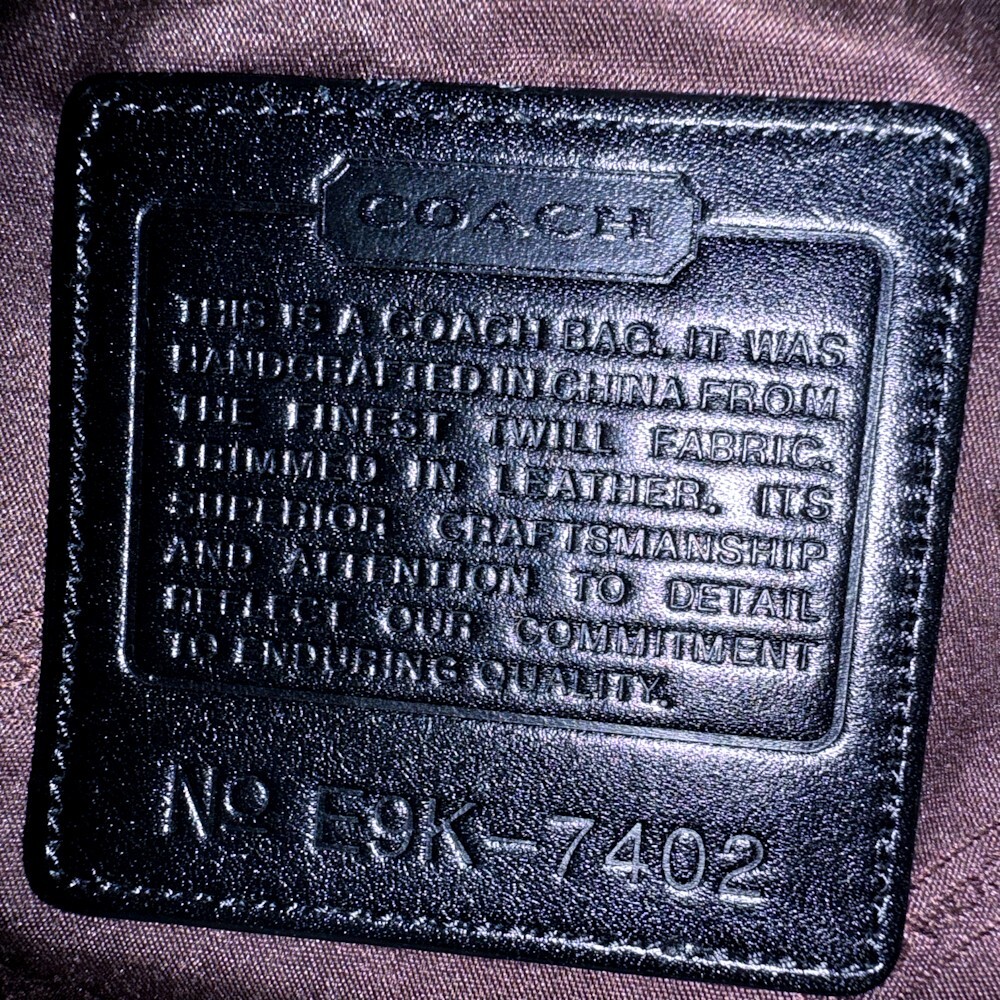 COACH
THIS IS A COACH BAG. IT WAS
HANDCRAFTED IN CHINA FROM
THE FINEST TWILL FABRIC.
TRIMMED IN LEATHER. ITS
SUPERIOR CRAFTSMANSHIP
AND ATTENTION TO DETAIL
REFLECT OUR COMMITMENT
TO ENDURING QUALITY.
Nº E9K-7402